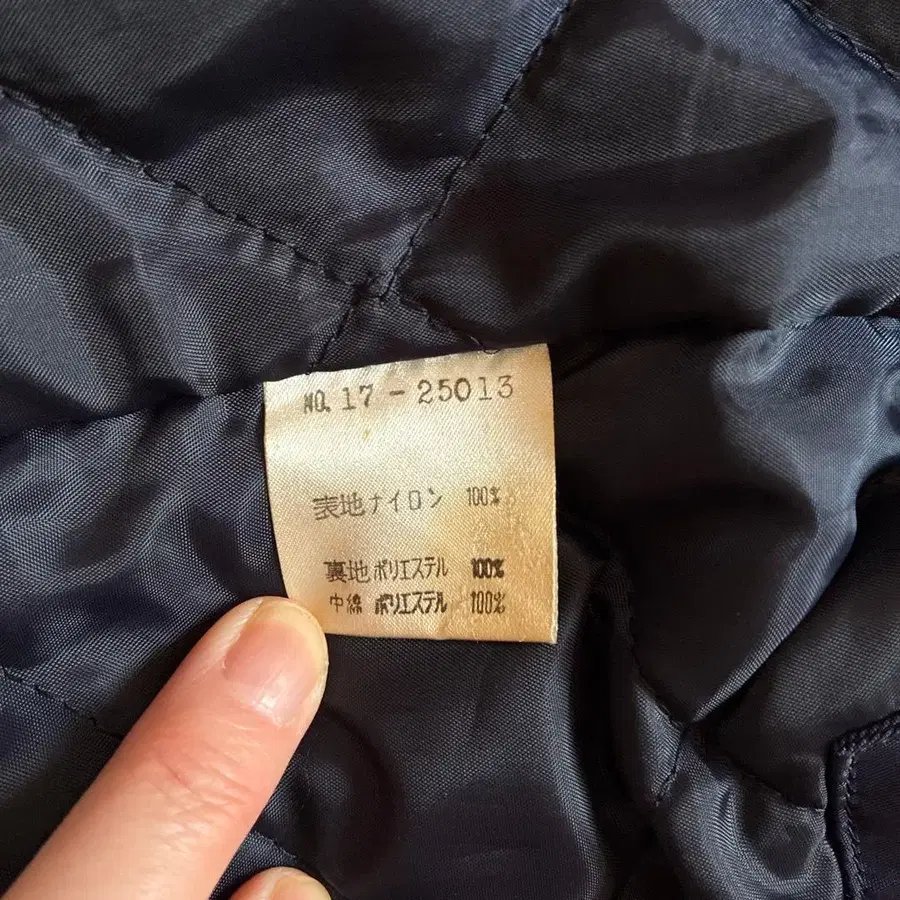 NO. 17-25013
表地ナイロン 100%
裏地ポリエステル 100%
中綿 ポリエステル 100%